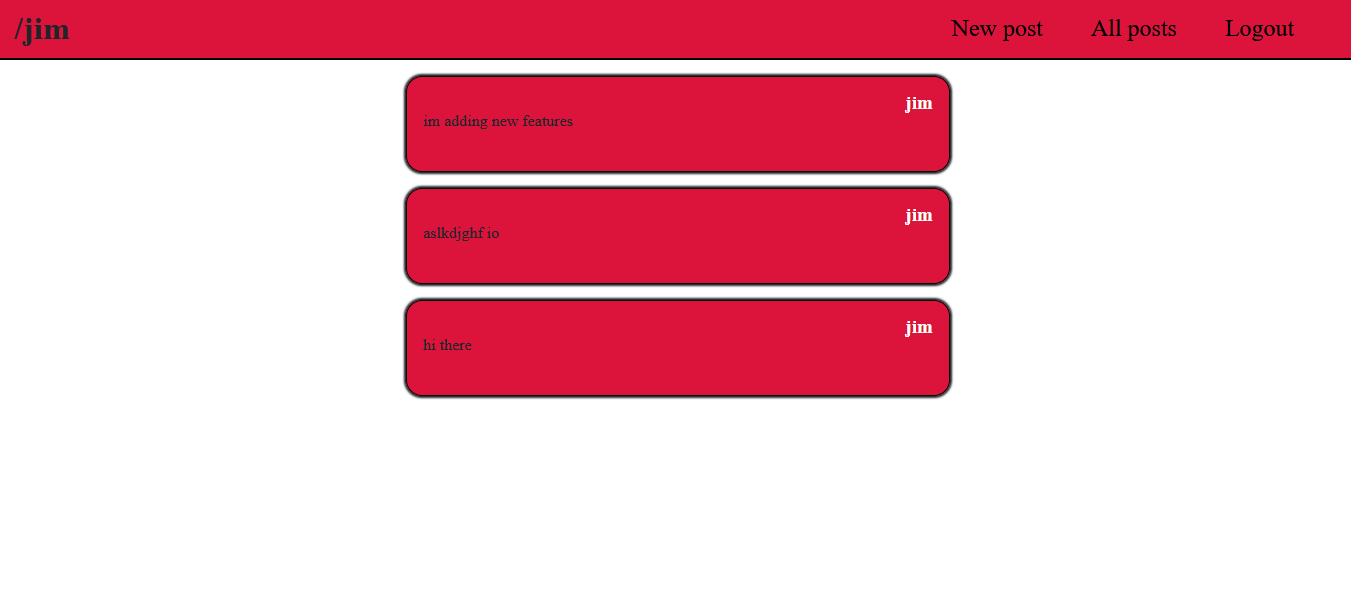 /jim
New post All posts Logout
jim
im adding new features
jim
aslkdjghf io
jim
hi there